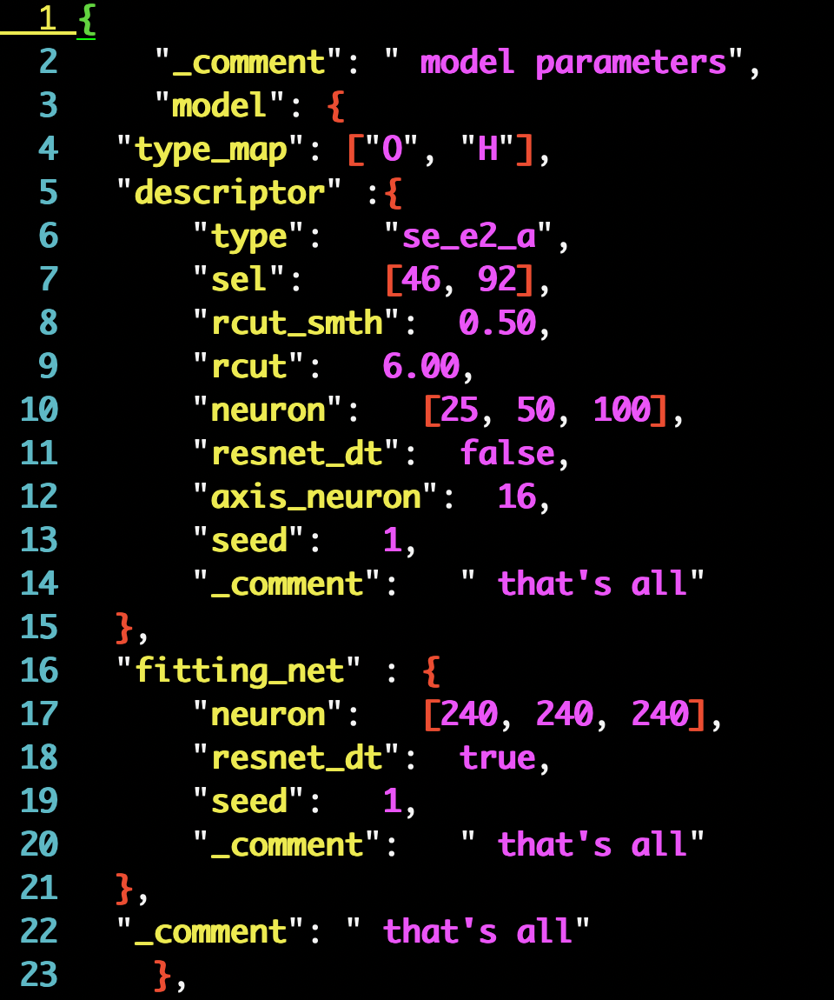 1 {
2     "_comment": " model parameters",
3     "model": {
4   "type_map": ["O", "H"],
5   "descriptor" :{
6       "type":   "se_e2_a",
7       "sel":    [46, 92],
8       "rcut_smth":  0.50,
9       "rcut":   6.00,
10       "neuron":   [25, 50, 100],
11       "resnet_dt":  false,
12       "axis_neuron":  16,
13       "seed":   1,
14       "_comment":   " that's all"
15   },
16   "fitting_net" : {
17       "neuron":   [240, 240, 240],
18       "resnet_dt":  true,
19       "seed":   1,
20       "_comment":   " that's all"
21   },
22   "_comment": " that's all"
23     },